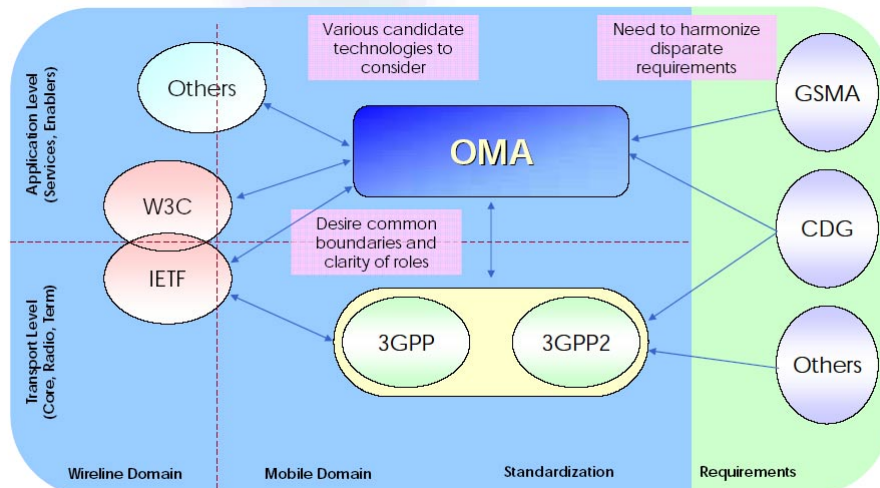 Various candidate
technologies to
consider
Need to harmonize
disparate
requirements
Application Level
(Services, Enablers)
Others
GSMA
OMA
W3C
Desire common
boundaries and
clarity of roles
CDG
IETF
Transport Level
(Core, Radio, Term)
3GPP
3GPP2
Others
Wireline Domain
Mobile Domain
Standardization
Requirements